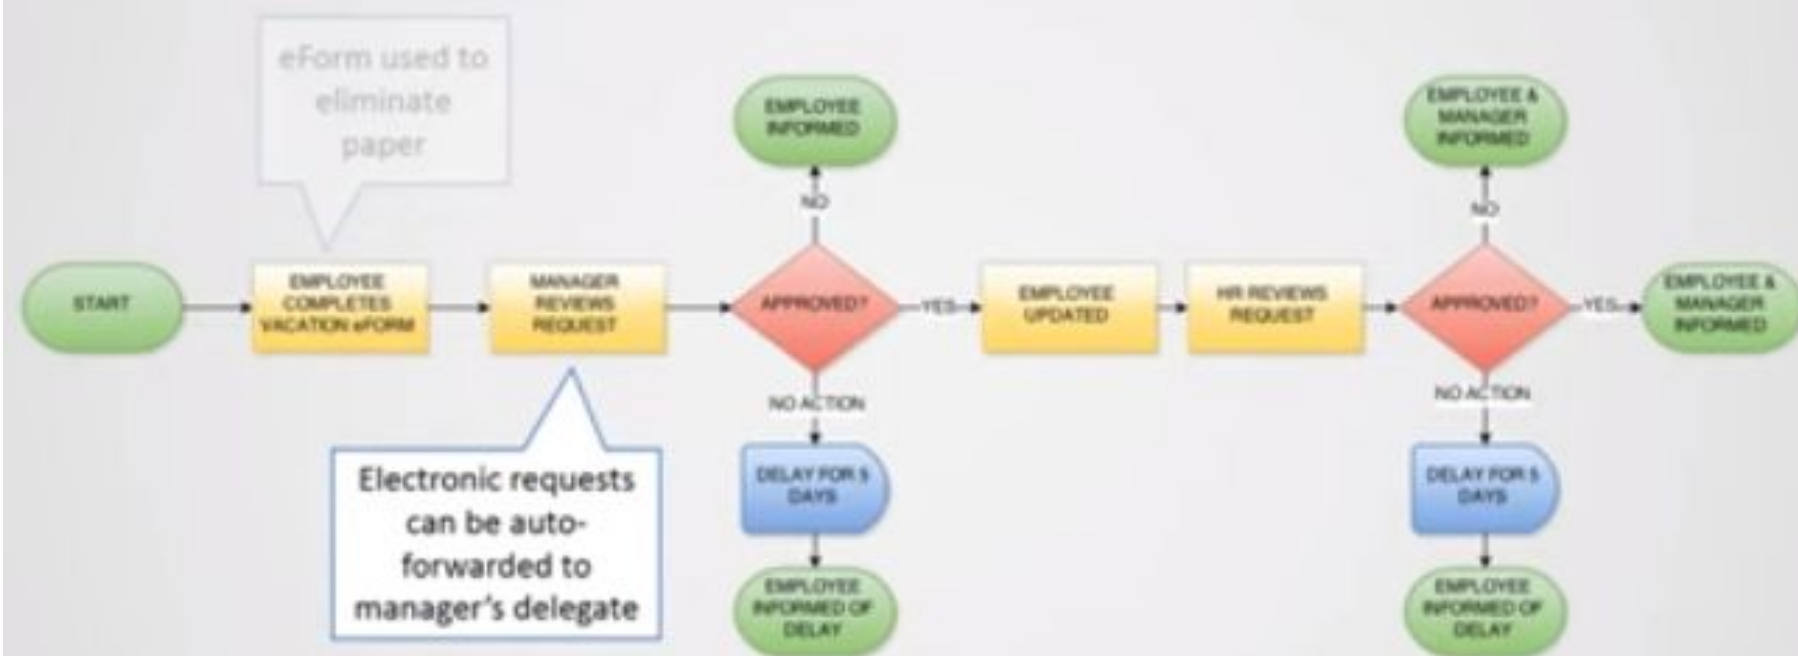 eForm used to
eliminate
paper
START
EMPLOYEE
COMPLETES
VACATION eFORM
MANAGER
REVIEWS
REQUEST
Electronic requests
can be auto-
forwarded to
manager's delegate
EMPLOYEE
INFORMED
NO
APPROVED?
YES
NO ACTION
DELAY FOR 5
DAYS
EMPLOYEE
INFORMED OF
DELAY
EMPLOYEE
UPDATED
HR REVIEWS
REQUEST
EMPLOYEE &
MANAGER
INFORMED
NO
APPROVED?
YES
EMPLOYEE &
MANAGER
INFORMED
NO ACTION
DELAY FOR 5
DAYS
EMPLOYEE
INFORMED OF
DELAY